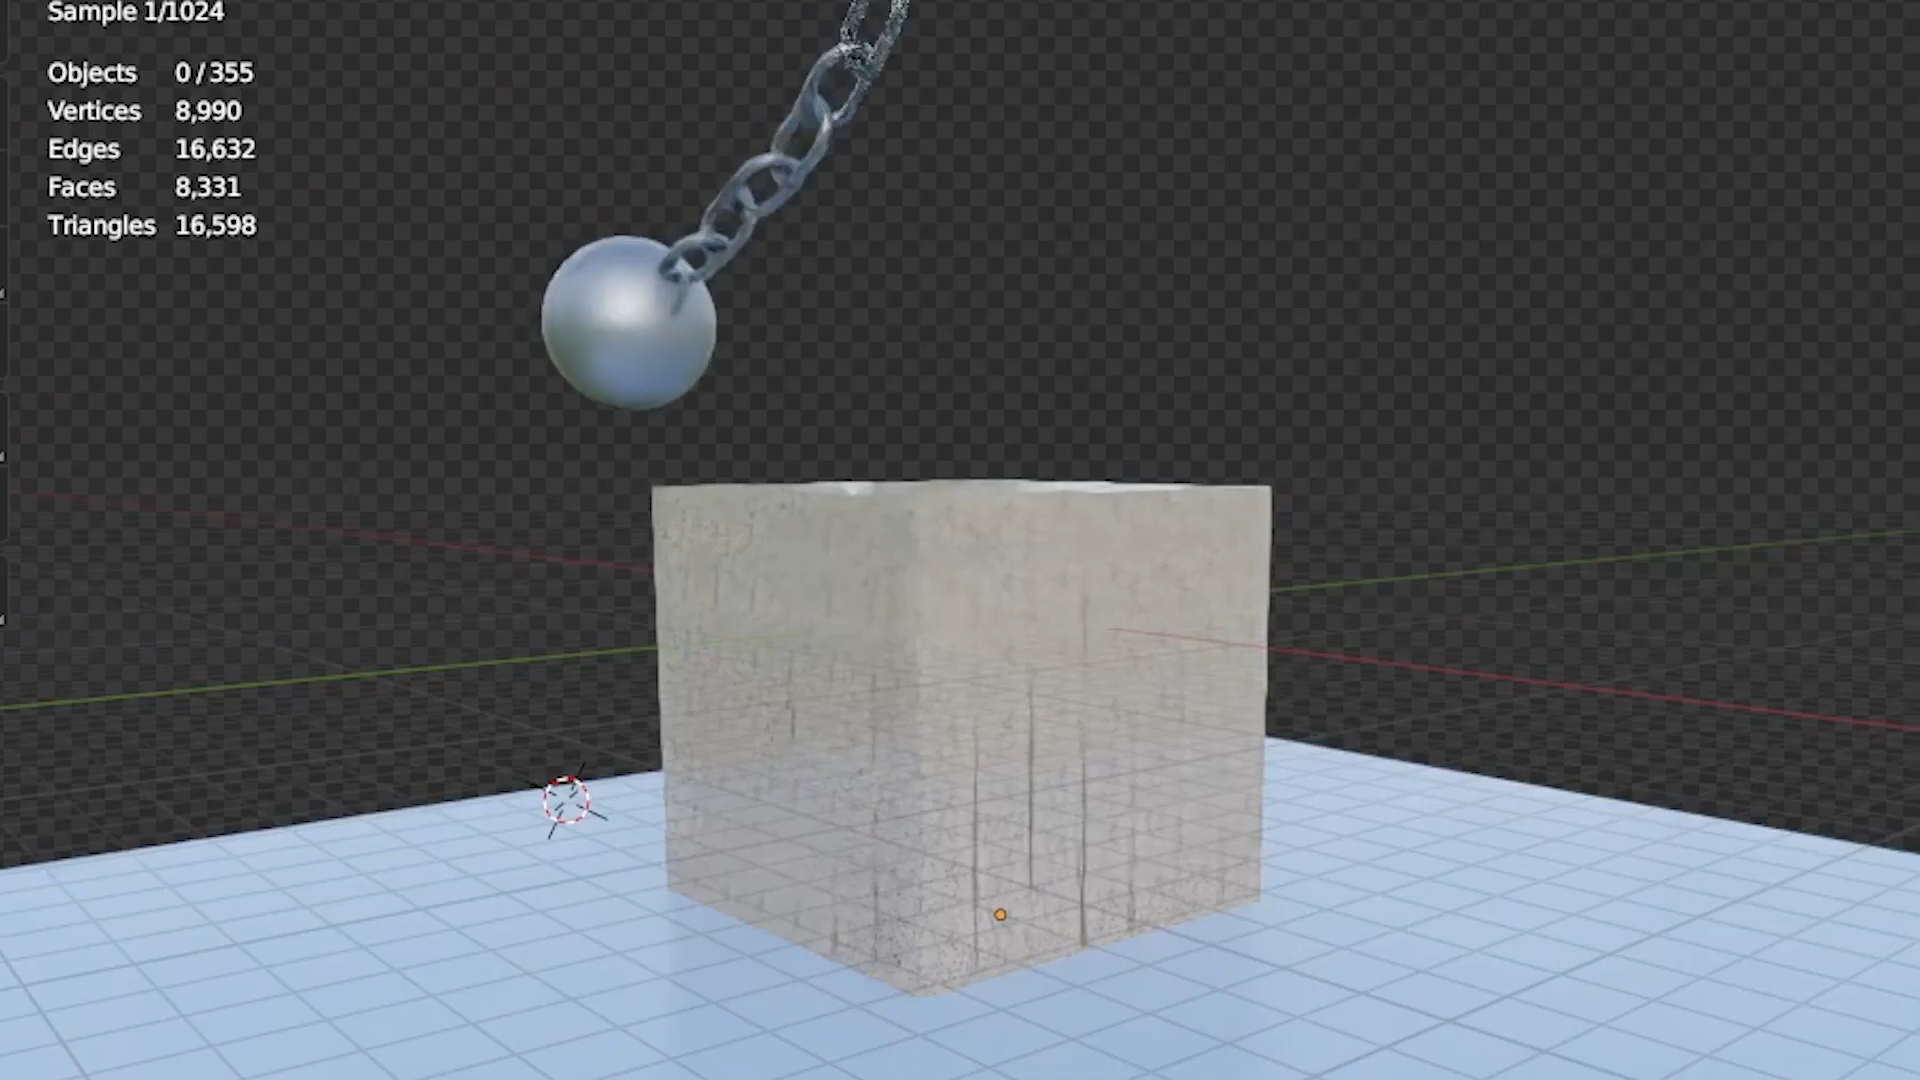 Sample 1/1024
Objects 0/355
Vertices 8,990
Edges 16,632
Faces 8,331
Triangles 16,598